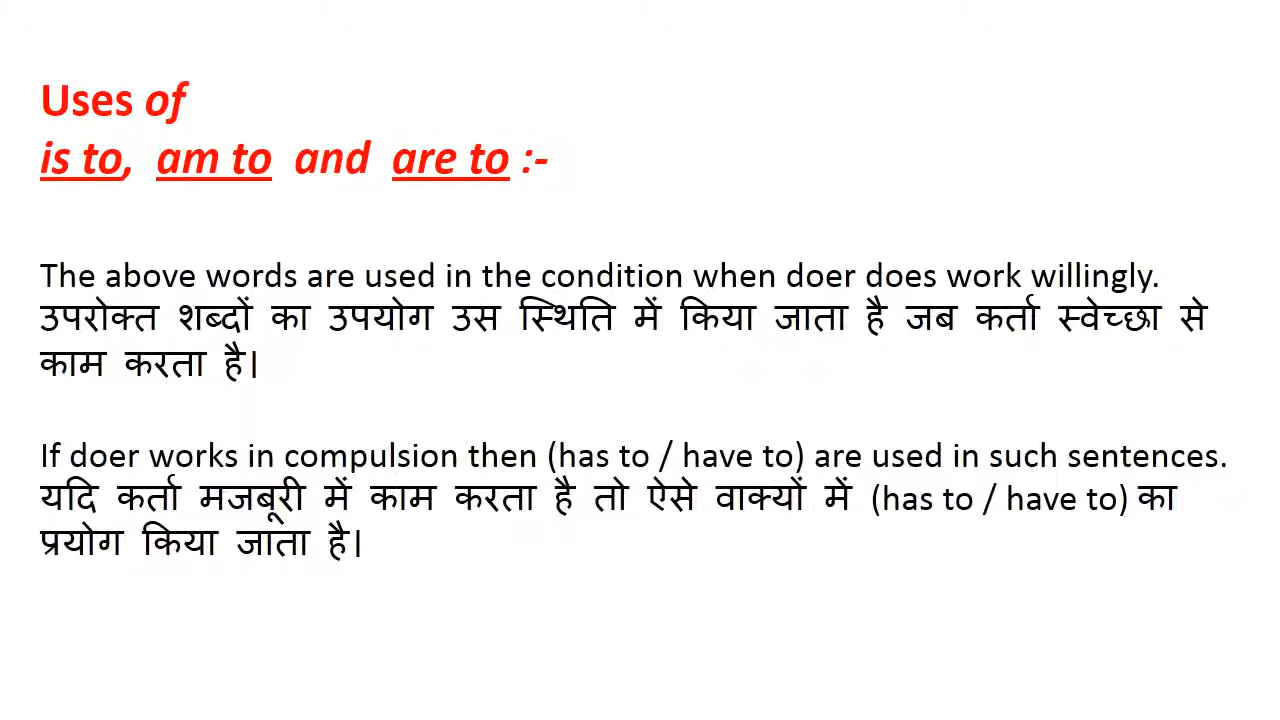 Uses of
is to, am to and are to :-
The above words are used in the condition when doer does work willingly.
उपरोक्त शब्दों का उपयोग उस स्थिति में किया जाता है जब कर्ता स्वेच्छा से
काम करता है।
If doer works in compulsion then (has to / have to) are used in such sentences.
यदि कर्ता मजबूरी में काम करता है तो ऐसे वाक्यों में (has to / have to) का
प्रयोग किया जाता है।